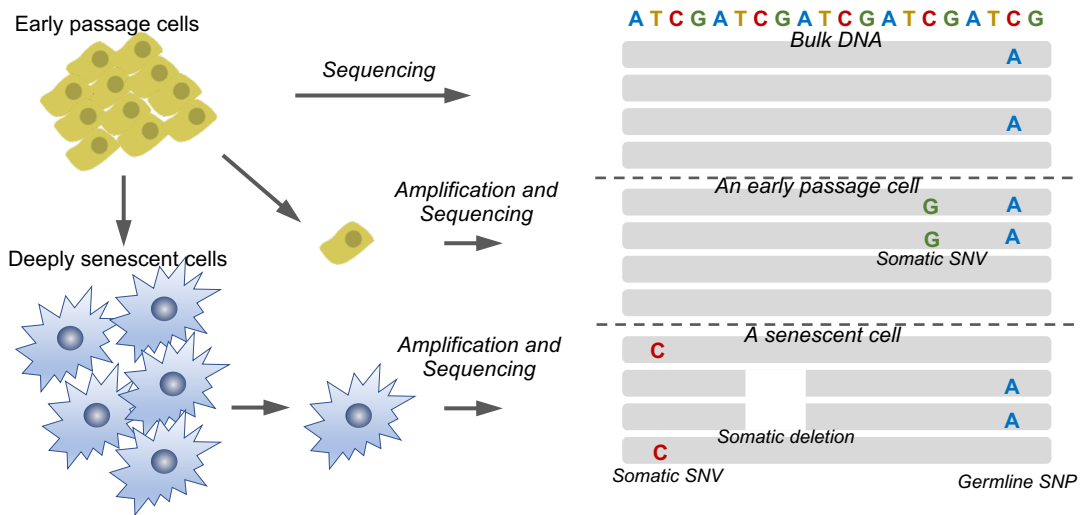 Early passage cells
Sequencing
Amplification and
Sequencing
Deeply senescent cells
Amplification and
Sequencing
A T C G A T C G A T C G A T C G A T C G
Bulk DNA
A
A
An early passage cell
G A
G A
Somatic SNV
A senescent cell
C
A
A
Somatic deletion
C
Somatic SNV
Germline SNP